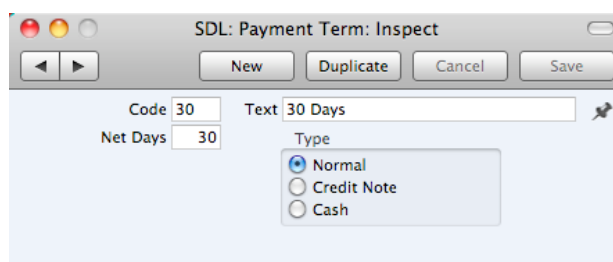 SDL: Payment Term: Inspect
New Duplicate Cancel Save
Code 30 Text 30 Days
Net Days 30 Type
Normal
Credit Note
Cash